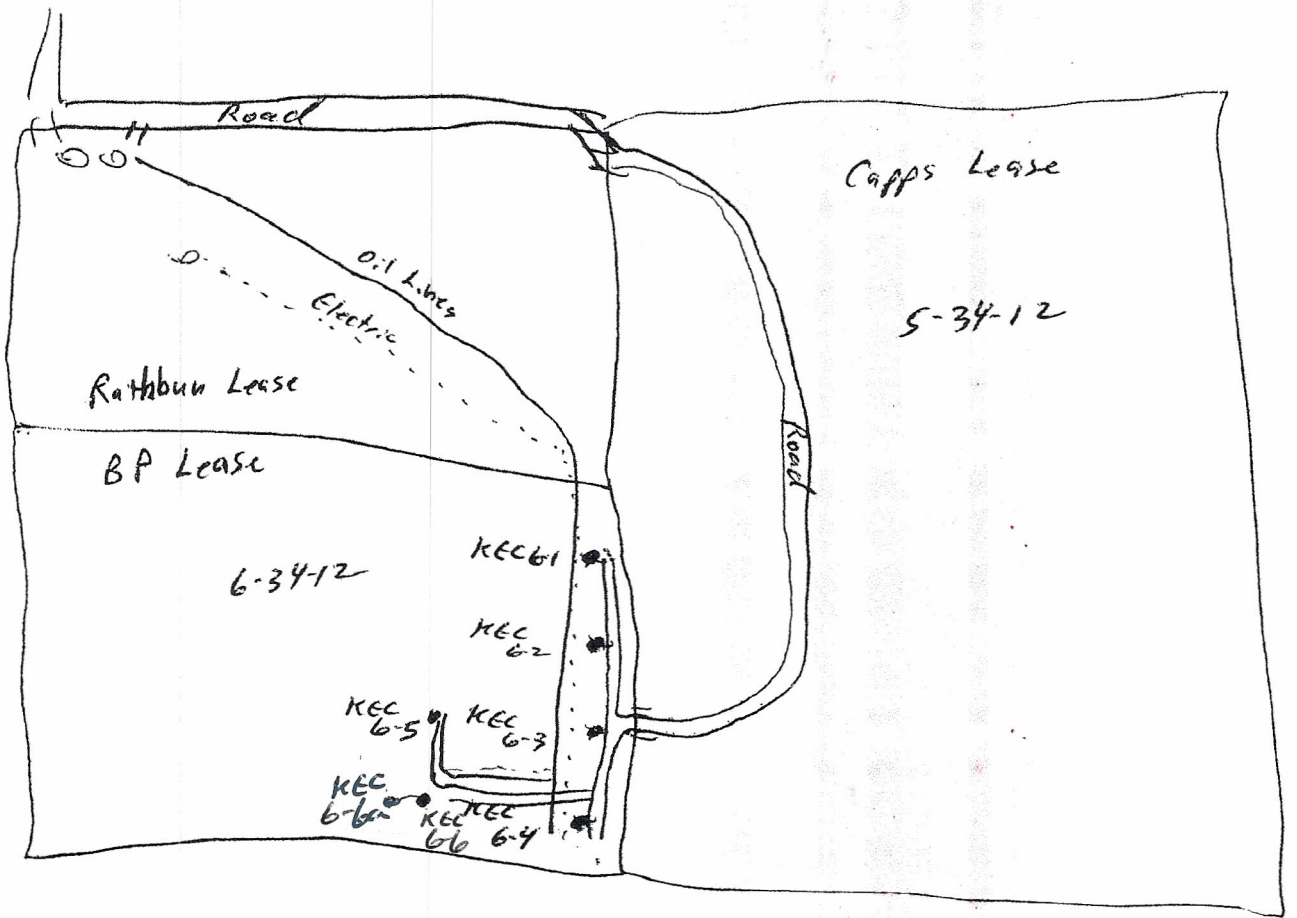 Road
Capps Lease
Oil Lines
Electric
5-34-12
Rathbun Lease
BP Lease
Road
KEC 6-1
6-34-12
KEC
6-2
KEC
6-5
KEC
6-3
KEC
6-6a
KEC
6-6
KEC
6-4